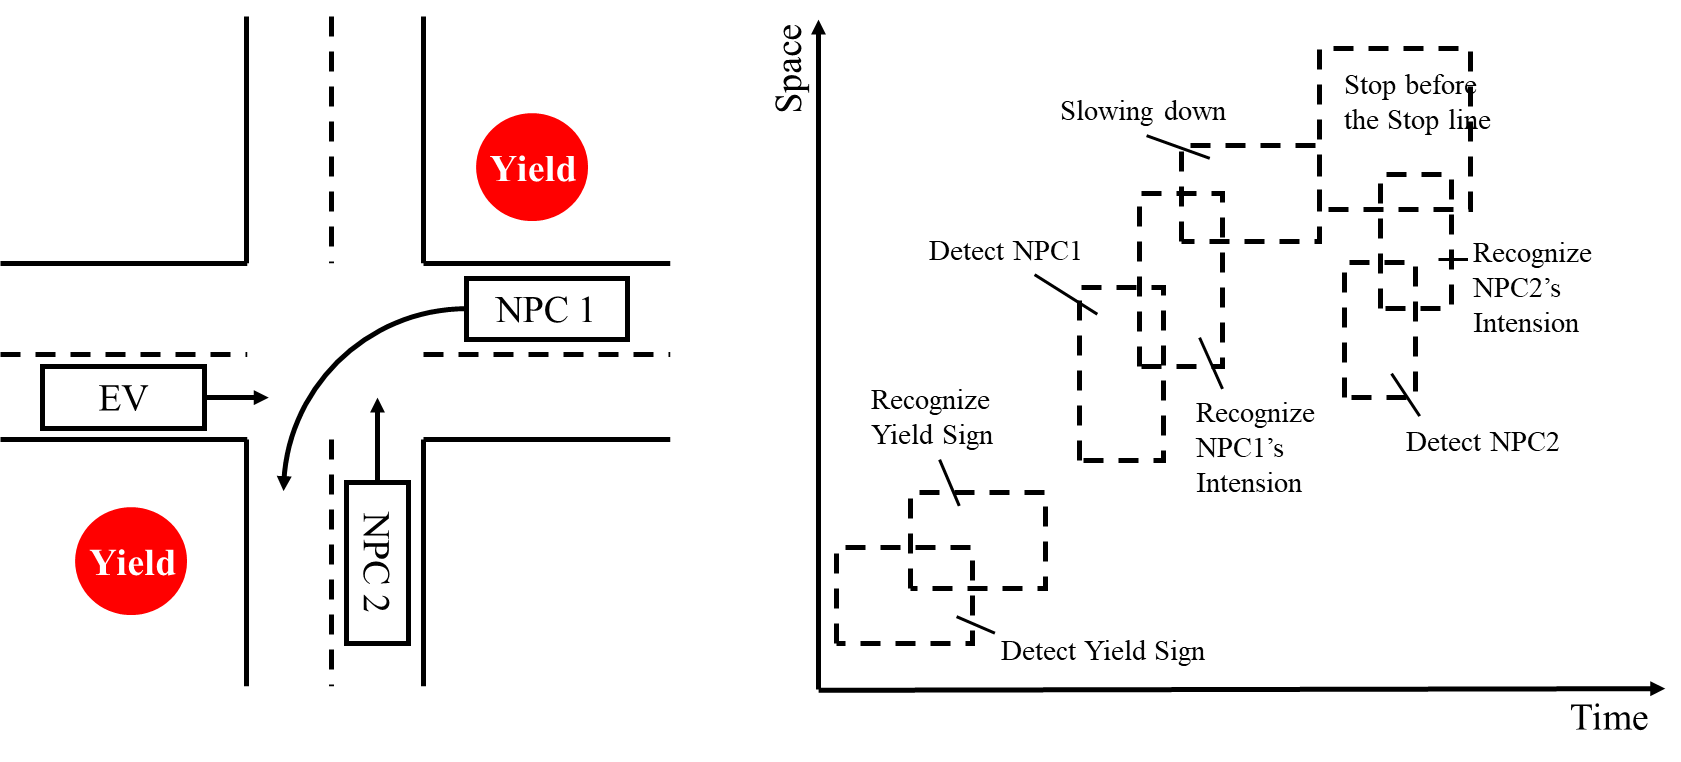 Yield
NPC 1
EV
NPC 2
Yield
Space
Stop before
the Stop line
Slowing down
Detect NPC1
Recognize
NPC2’s
Intension
Recognize
Yield Sign
Recognize
NPC1’s
Intension
Detect NPC2
Detect Yield Sign
Time